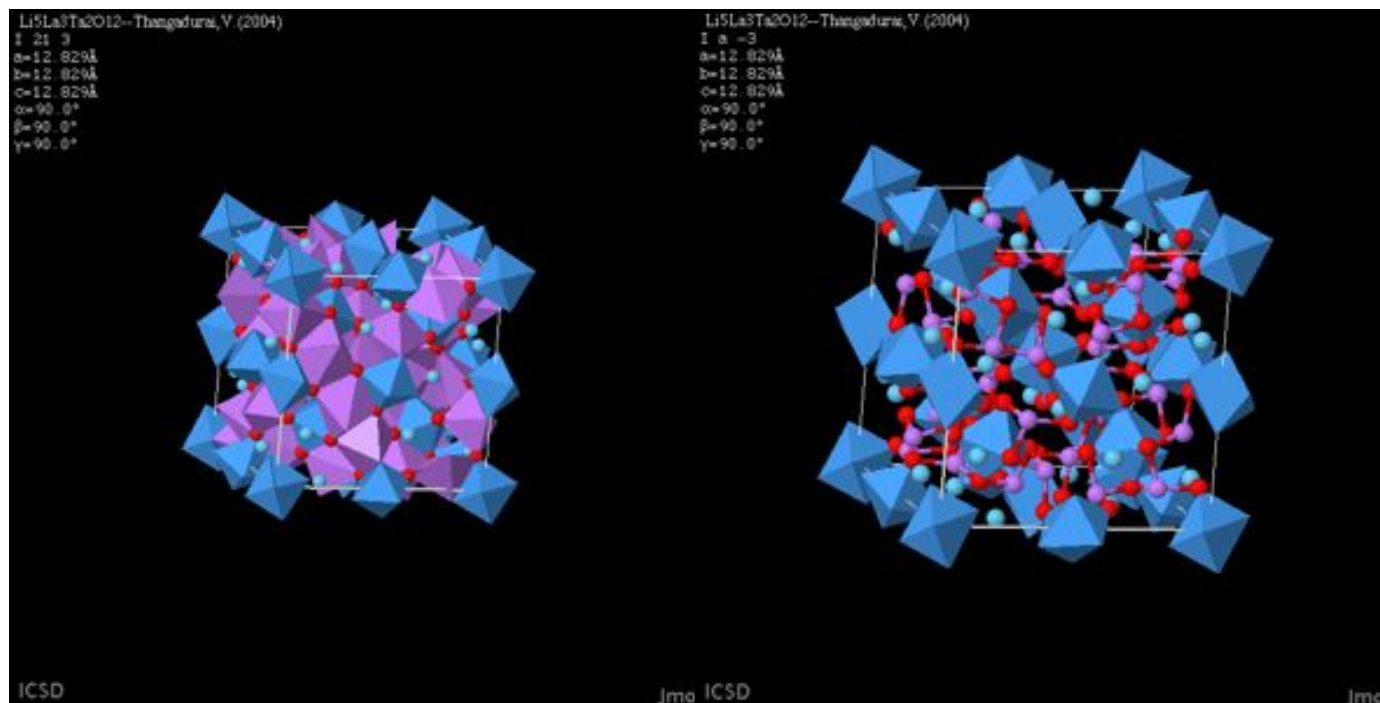 Li5La3Ta2O12--Thangadurai,V. (2004)
I 21 3
a=12.829Å
b=12.829Å
c=12.829Å
α=90.0°
β=90.0°
γ=90.0°
ICSD
Jmo
Li5La3Ta2O12--Thangadurai,V. (2004)
I a -3
a=12.829Å
b=12.829Å
c=12.829Å
α=90.0°
β=90.0°
γ=90.0°
ICSD
Jmo